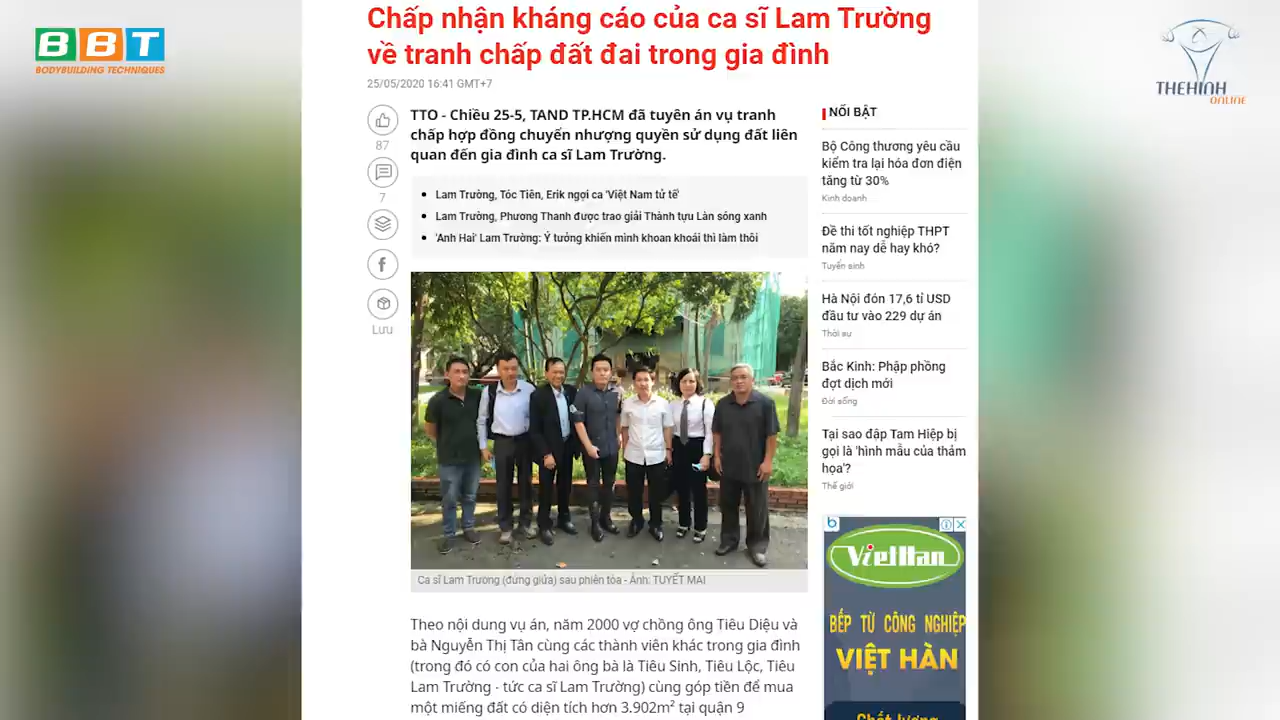 BBT
BODYBUILDING TECHNIQUES
THEHINH
ONLINE
Chấp nhận kháng cáo của ca sĩ Lam Trường
về tranh chấp đất đai trong gia đình
25/05/2020 16:41 GMT+7
87
7
f
Lưu
TTO - Chiều 25-5, TAND TP.HCM đã tuyên án vụ tranh
chấp hợp đồng chuyển nhượng quyền sử dụng đất liên
quan đến gia đình ca sĩ Lam Trường.
Lam Trường, Tóc Tiên, Erik ngợi ca 'Việt Nam tử tế'
Lam Trường, Phương Thanh được trao giải Thành tựu Làn sóng xanh
'Anh Hai' Lam Trường: Ý tưởng khiến mình khoan khoái thì làm thôi
Ca sĩ Lam Trường (đứng giữa) sau phiên tòa - Ảnh: TUYẾT MAI
Theo nội dung vụ án, năm 2000 vợ chồng ông Tiêu Diệu và
bà Nguyễn Thị Tân cùng các thành viên khác trong gia đình
(trong đó có con của hai ông bà là Tiêu Sinh, Tiêu Lộc, Tiêu
Lam Trường - tức ca sĩ Lam Trường) cùng góp tiền để mua
một miếng đất có diện tích hơn 3.902m² tại quận 9
NỔI BẬT
Bộ Công thương yêu cầu
kiểm tra lại hóa đơn điện
tăng từ 30%
Kinh doanh
Đề thi tốt nghiệp THPT
năm nay dễ hay khó?
Tuyển sinh
Hà Nội đón 17,6 tỉ USD
đầu tư vào 229 dự án
Thời sự
Bắc Kinh: Phập phồng
đợt dịch mới
Đời sống
Tại sao đập Tam Hiệp bị
gọi là 'hình mẫu của thảm
họa'?
Thế giới
VietHan
BẾP TỪ CÔNG NGHIỆP
VIỆT HÀN
Chất lượng